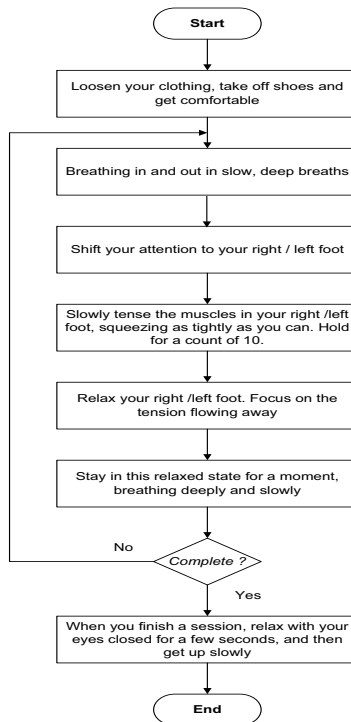 Start
Loosen your clothing, take off shoes and
get comfortable
Breathing in and out in slow, deep breaths
Shift your attention to your right / left foot
Slowly tense the muscles in your right /left
foot, squeezing as tightly as you can. Hold
for a count of 10.
Relax your right /left foot. Focus on the
tension flowing away
Stay in this relaxed state for a moment,
breathing deeply and slowly
No
Complete ?
Yes
When you finish a session, relax with your
eyes closed for a few seconds, and then
get up slowly
End